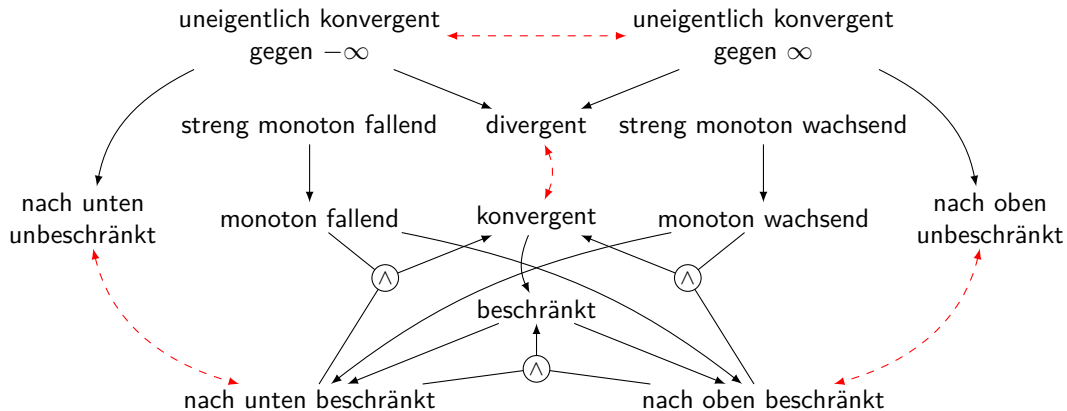 uneigentlich konvergent
gegen −∞
uneigentlich konvergent
gegen ∞
streng monoton fallend
divergent
streng monoton wachsend
nach unten
unbeschränkt
monoton fallend
konvergent
monoton wachsend
nach oben
unbeschränkt
∧
∧
beschränkt
∧
nach unten beschränkt
nach oben beschränkt